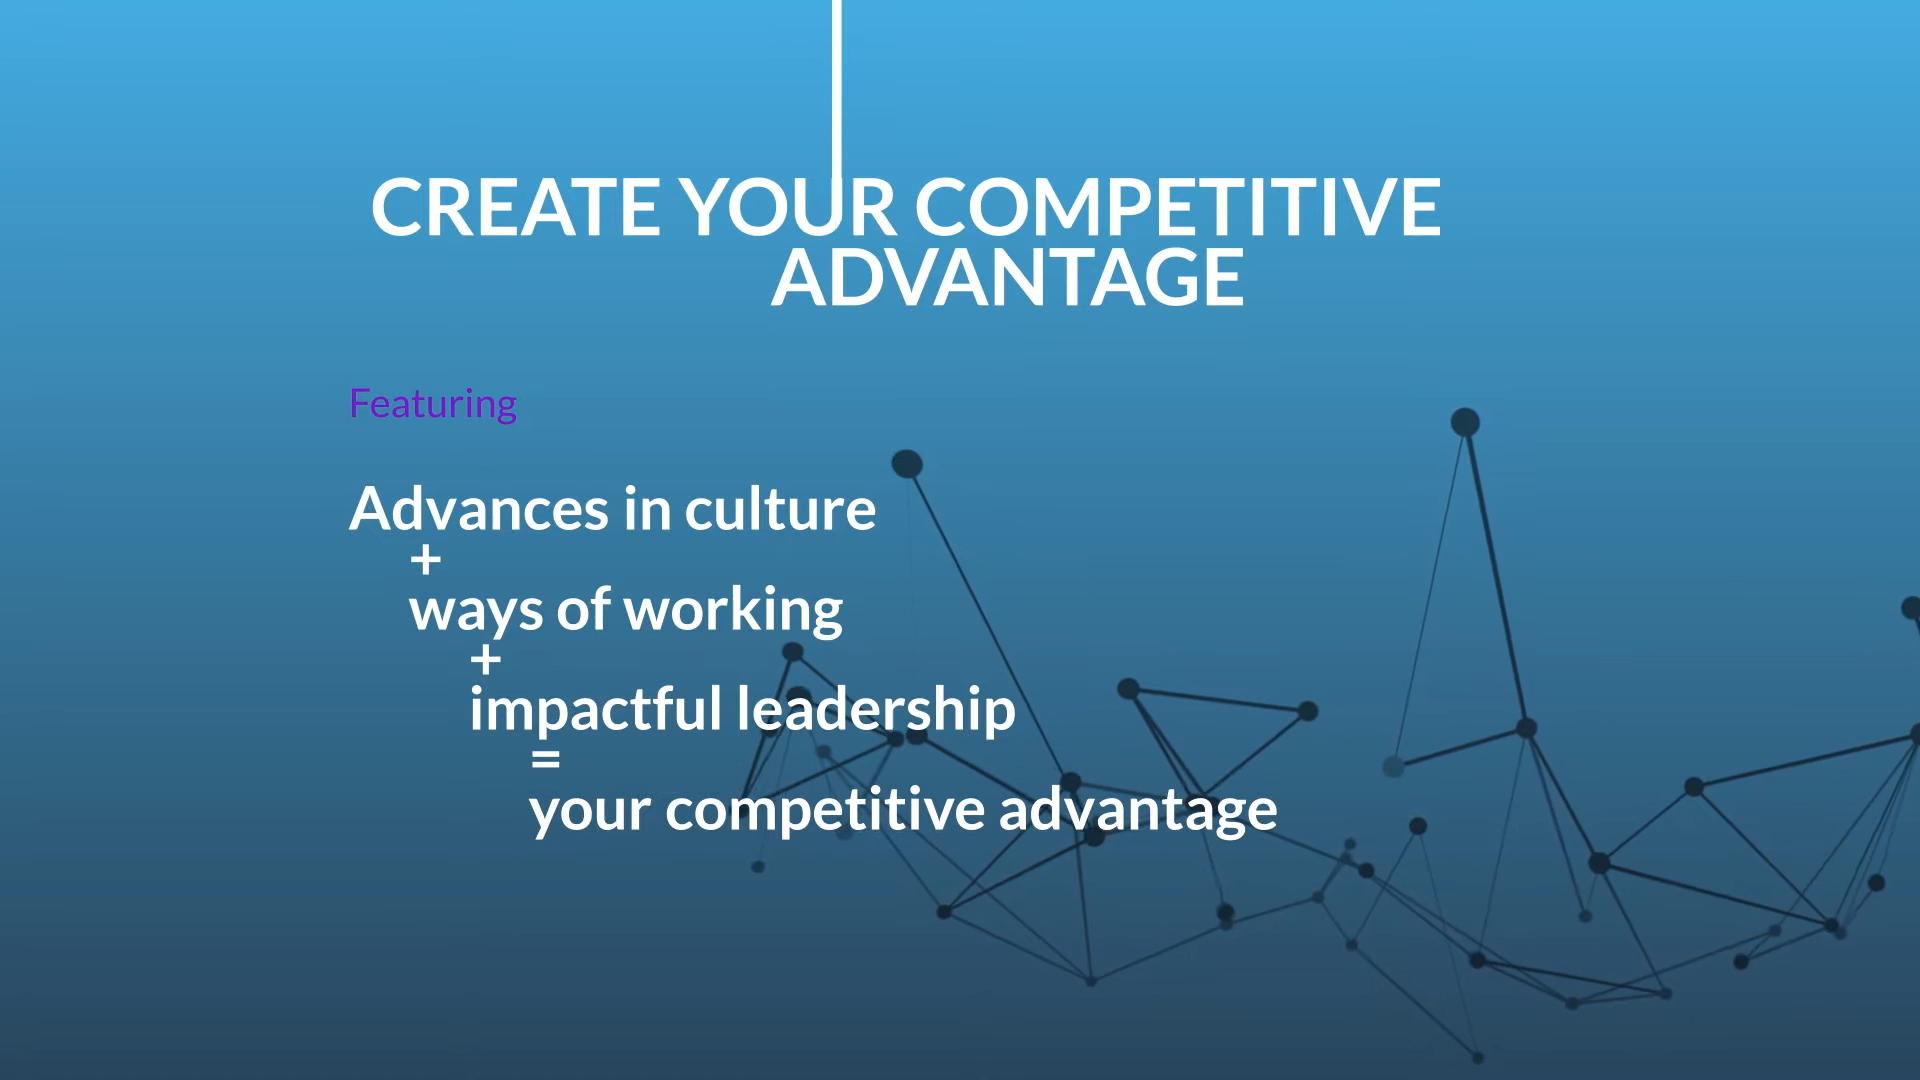 CREATE YOUR COMPETITIVE
ADVANTAGE
Featuring
Advances in culture
+
ways of working
+
impactful leadership
=
your competitive advantage